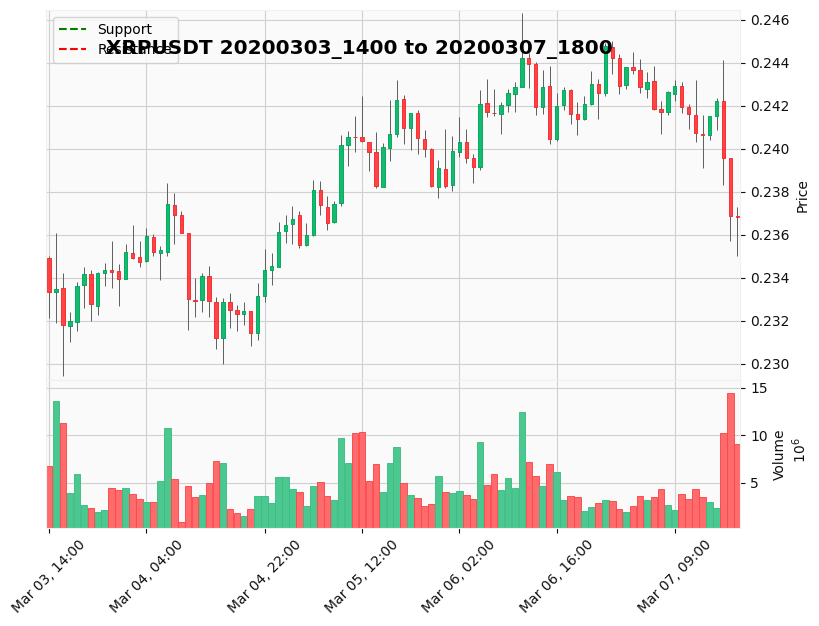 XRPUSDT 20200303_1400 to 20200307_1800
Support
Resistance
0.246
0.244
0.242
0.240
0.238
0.236
0.234
0.232
0.230
Price
15
10
5
Volume
10^6
Mar 03, 14:00
Mar 04, 04:00
Mar 04, 22:00
Mar 05, 12:00
Mar 06, 02:00
Mar 06, 16:00
Mar 07, 09:00